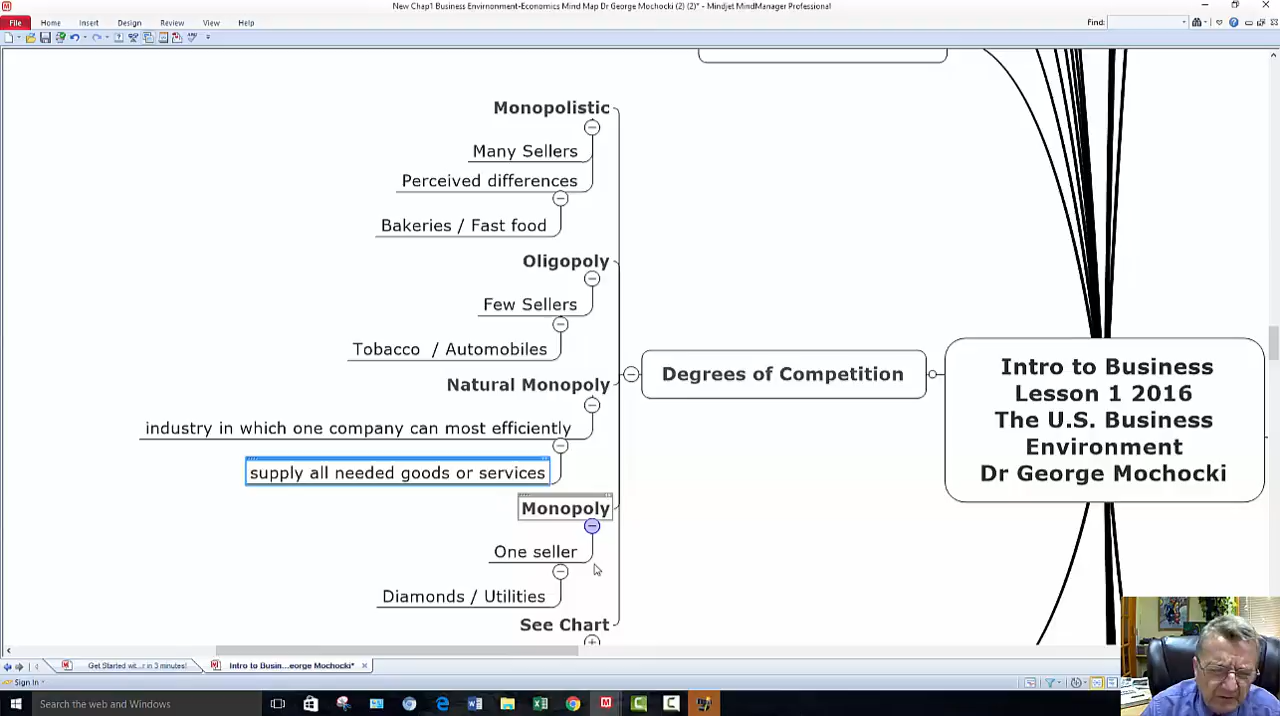 New Chap1 Business Envirnorment-Economics Mind Map Dr George Mochocki (2) (2)* - Mindjet MindManager Professional
File Home Insert Design Review View Help Find:
Monopolistic
Many Sellers
Perceived differences
Bakeries / Fast food
Oligopoly
Few Sellers
Tobacco / Automobiles
Natural Monopoly
industry in which one company can most efficiently
supply all needed goods or services
Monopoly
One seller
Diamonds / Utilities
See Chart
Degrees of Competition
Intro to Business
Lesson 1 2016
The U.S. Business
Environment
Dr George Mochocki
Get Started wi...r in 3 minutes! Intro to Busin...eorge Mochocki*
Sign In
Search the web and Windows